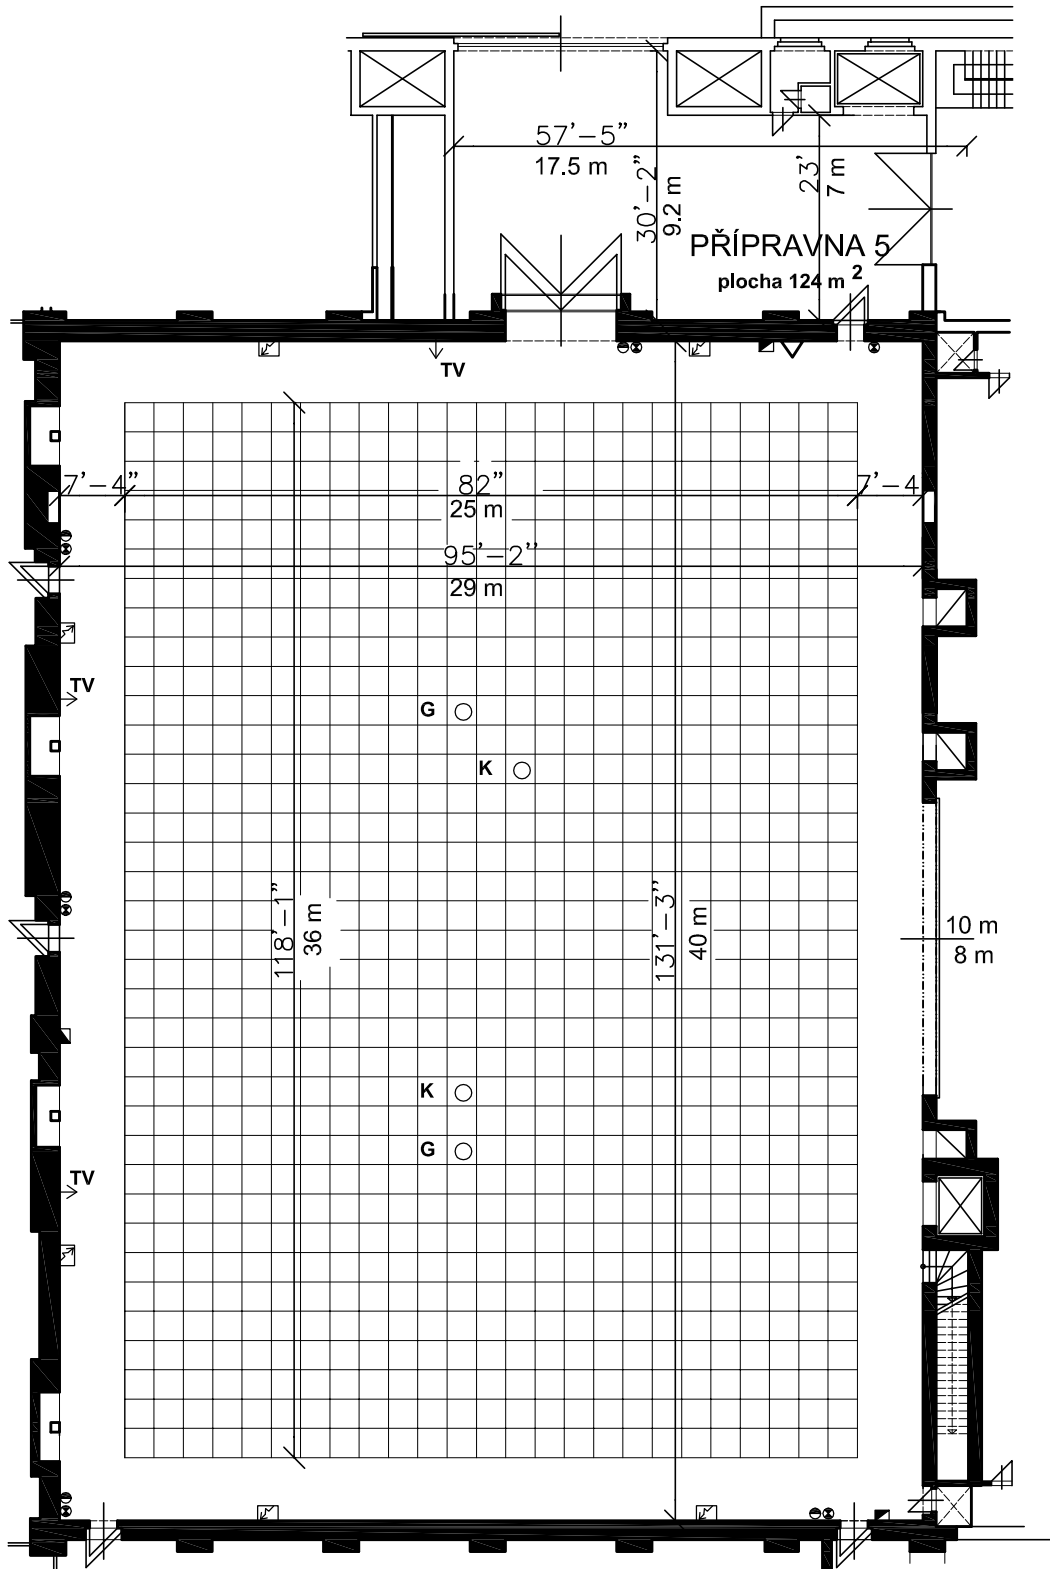 57'-5"
17.5 m
30'-2"
9.2 m
23'
7 m
PŘÍPRAVNA 5
plocha 124 m 2
TV
7'-4"
82"
25 m
7'-4
95'-2"
29 m
TV
G
K
118'-1"
36 m
131'-3"
40 m
10 m
8 m
K
G
TV